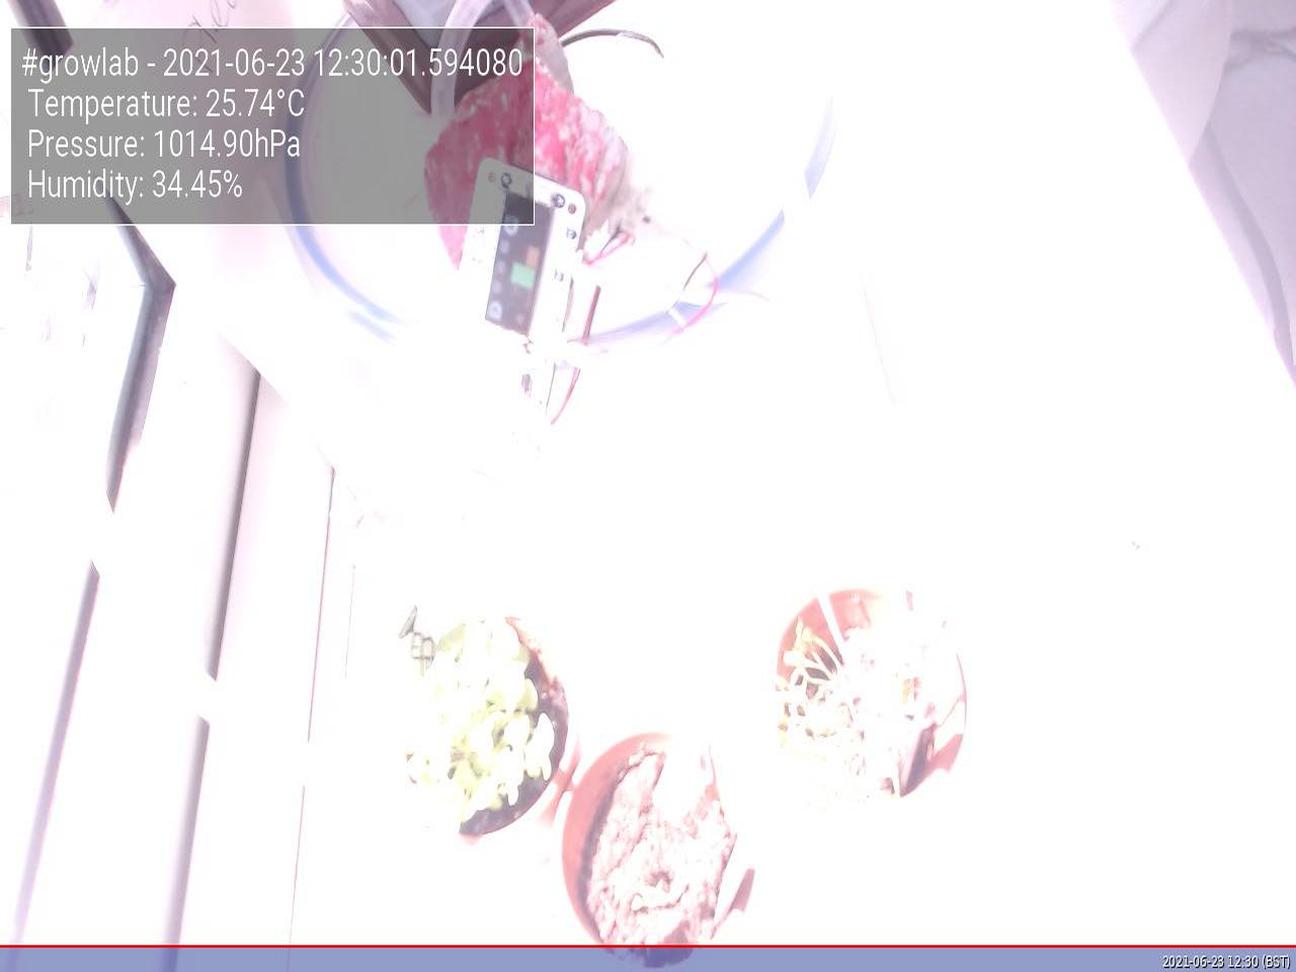 #growlab - 2021-06-23 12:30:01.594080
Temperature: 25.74°C
Pressure: 1014.90hPa
Humidity: 34.45%
2021-06-23 12:30 (BST)